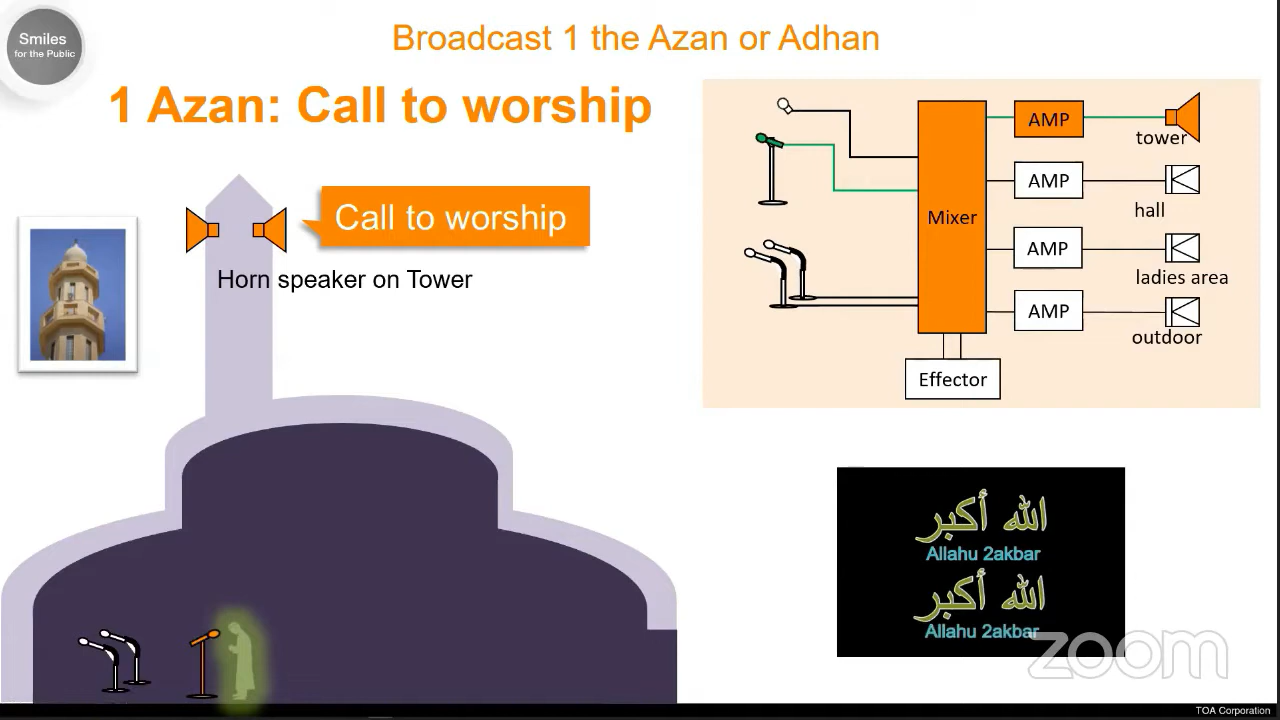 Smiles
for the Public
Broadcast 1 the Azan or Adhan
1 Azan: Call to worship
Call to worship
Horn speaker on Tower
AMP
tower
AMP
hall
Mixer
AMP
ladies area
AMP
outdoor
Effector
الله أكبر
Allahu 2akbar
الله أكبر
Allahu 2akbar
zoom
TOA Corporation